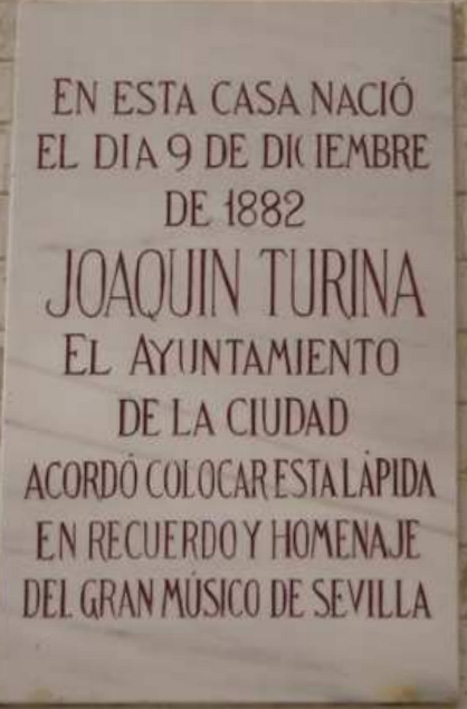 EN ESTA CASA NACIÓ
EL DIA 9 DE DICIEMBRE
DE 1882
JOAQUIN TURINA
EL AYUNTAMIENTO
DE LA CIUDAD
ACORDÓ COLOCAR ESTA LÁPIDA
EN RECUERDO Y HOMENAJE
DEL GRAN MÚSICO DE SEVILLA